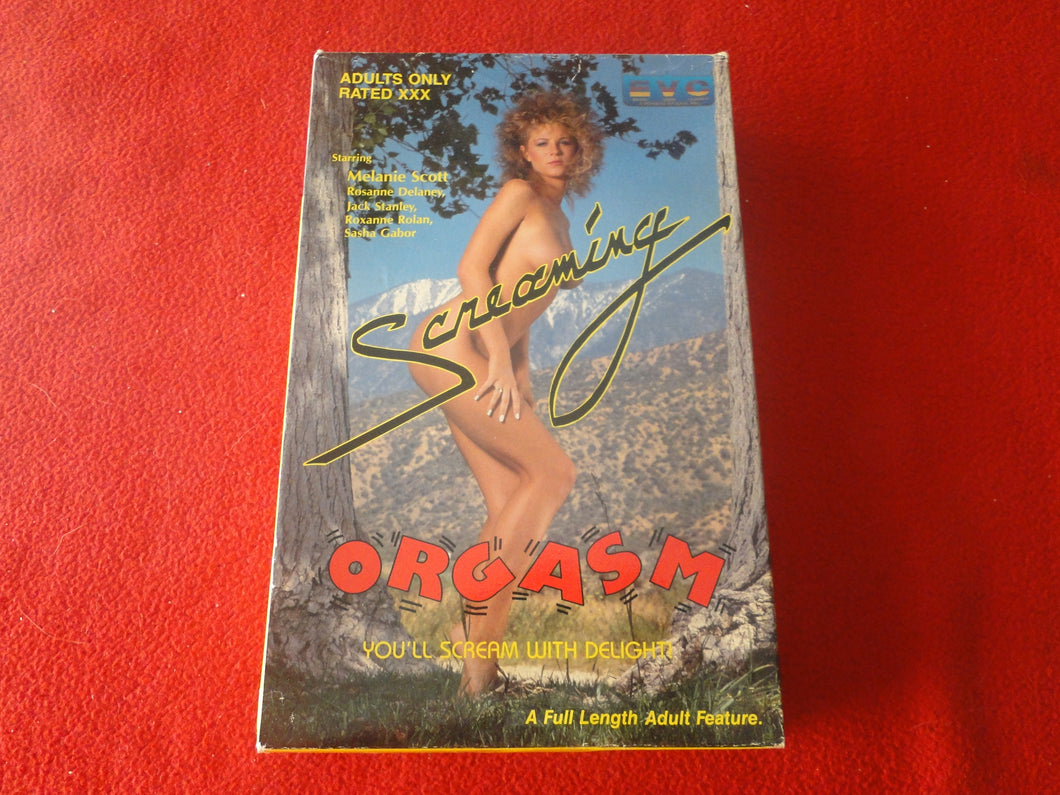 ADULTS ONLY
RATED XXX
EVC
Starring
Melanie Scott
Rosanne Delaney,
Jack Stanley,
Roxanne Rolan,
Sasha Gabor
Screaming
ORGASM
YOU'LL SCREAM WITH DELIGHT!
A Full Length Adult Feature.